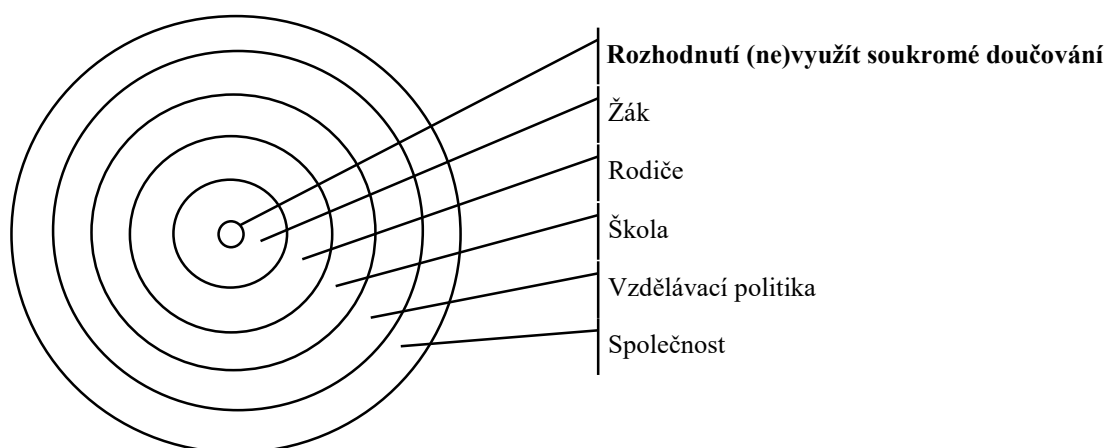 Rozhodnutí (ne)využít soukromé doučování
Žák
Rodiče
Škola
Vzdělávací politika
Společnost